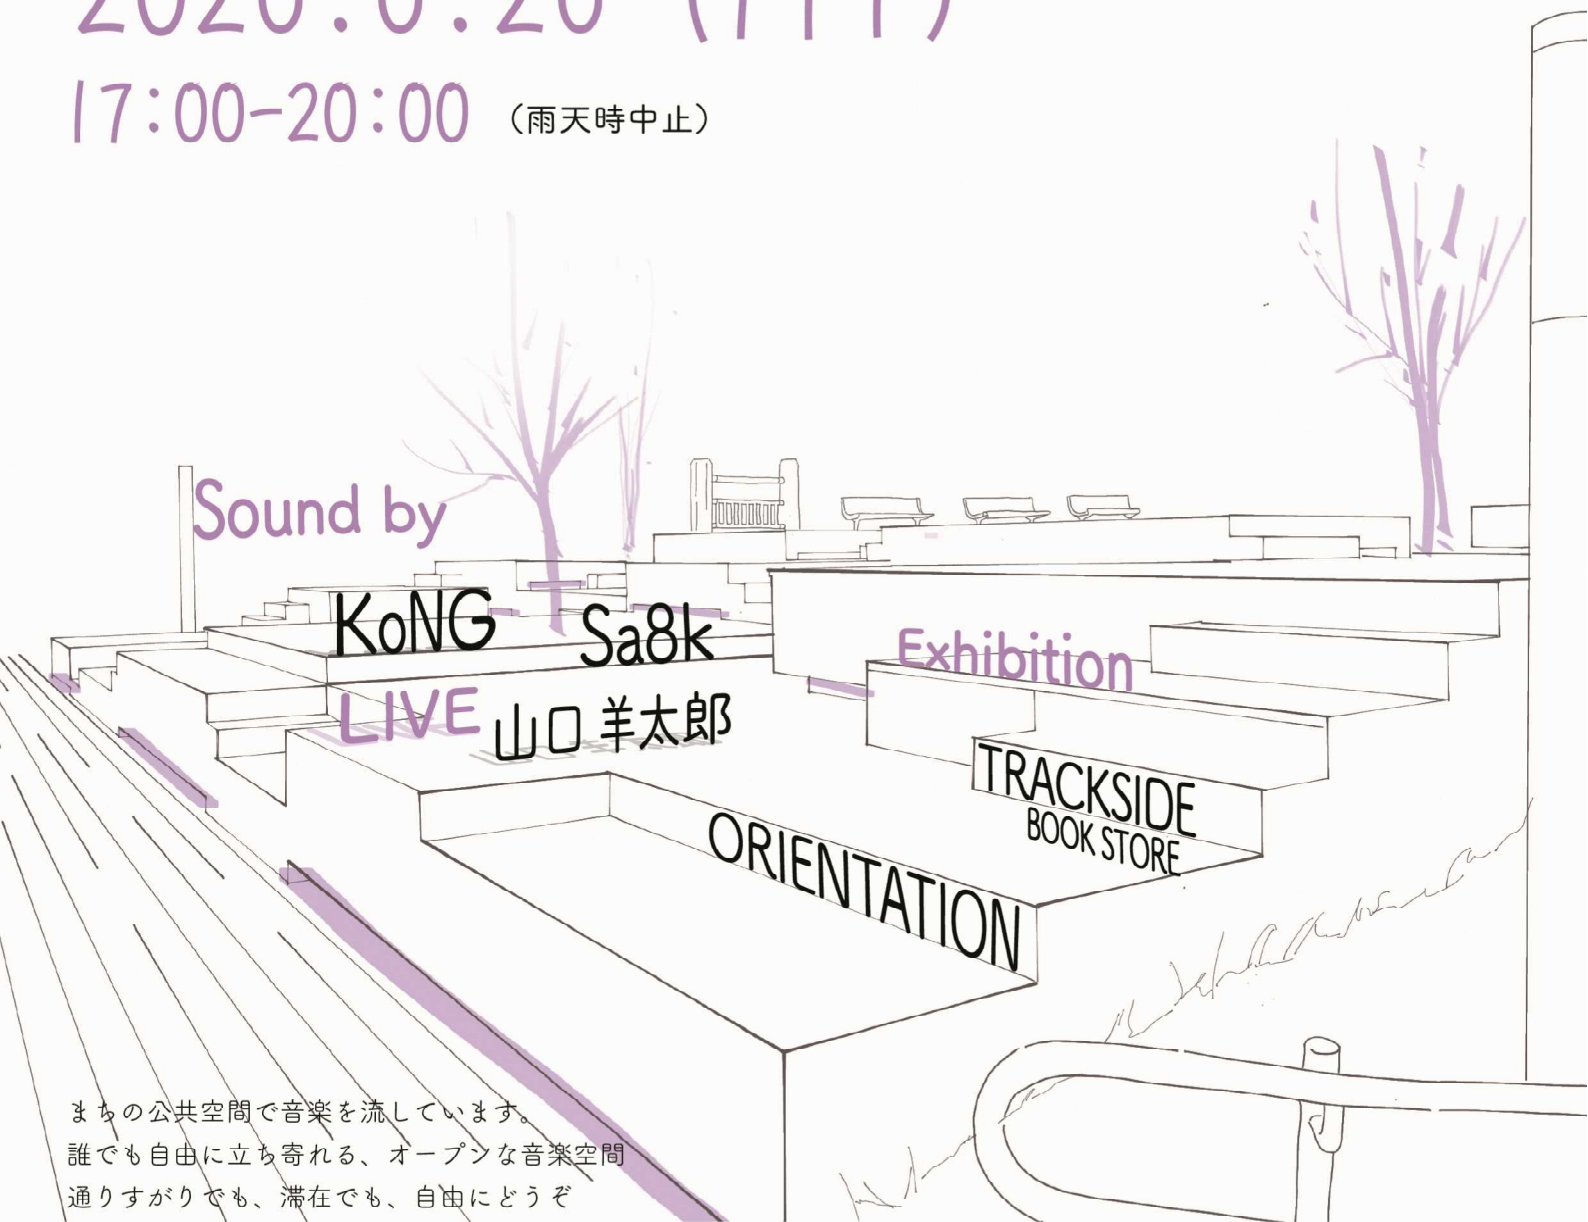 17:00-20:00 （雨天時中止）
Sound by
KoNG
Sa8k
LIVE 山口 羊太郎
Exhibition
TRACKSIDE
BOOK STORE
ORIENTATION
まちの公共空間で音楽を流しています。
誰でも自由に立ち寄れる、オープンな音楽空間
通りすがりでも、滞在でも、自由にどうぞ